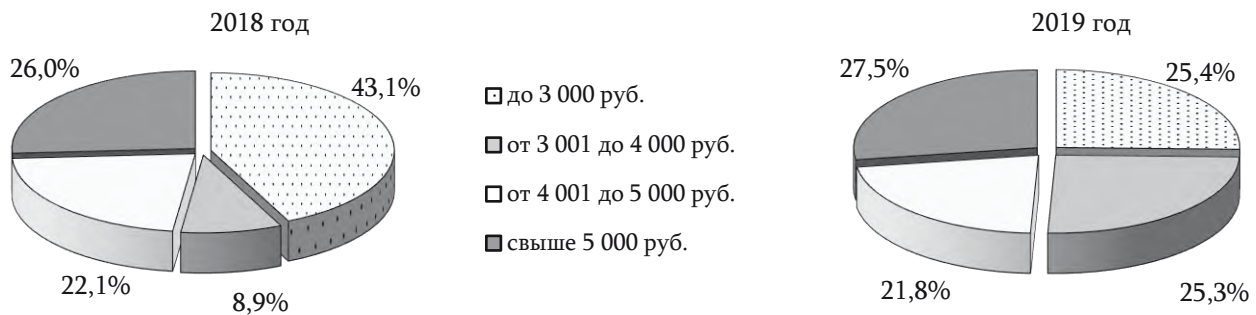 2018 год
26,0%
43,1%
22,1%
8,9%
до 3 000 руб.
от 3 001 до 4 000 руб.
от 4 001 до 5 000 руб.
свыше 5 000 руб.
2019 год
27,5%
25,4%
21,8%
25,3%